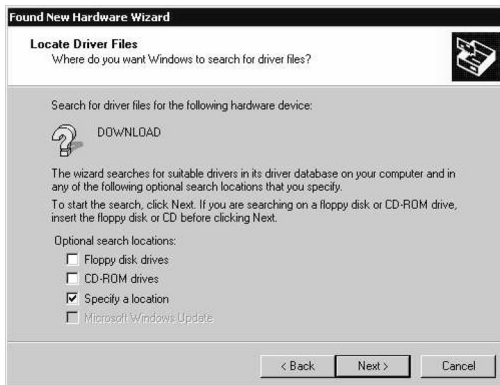 Found New Hardware Wizard
Locate Driver Files
Where do you want Windows to search for driver files?
Search for driver files for the following hardware device:
DOWNLOAD
The wizard searches for suitable drivers in its driver database on your computer and in
any of the following optional search locations that you specify.
To start the search, click Next. If you are searching on a floppy disk or CD-ROM drive,
insert the floppy disk or CD before clicking Next.
Optional search locations:
Floppy disk drives
CD-ROM drives
Specify a location
Microsoft Windows Update
< Back Next > Cancel